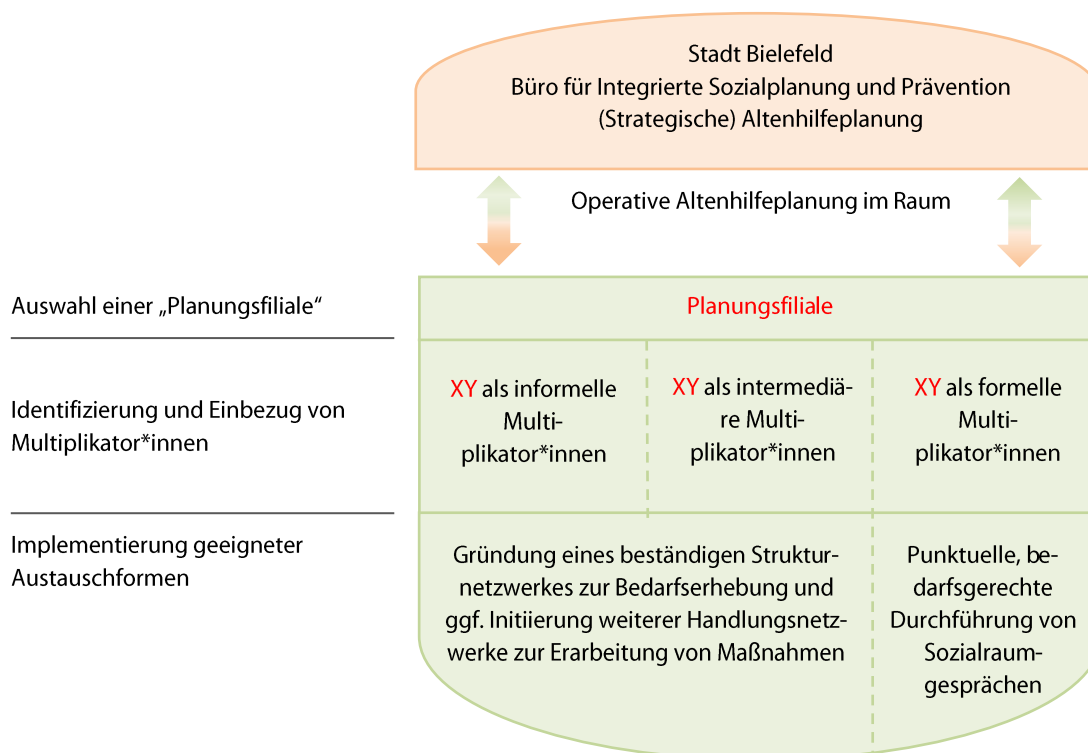 Stadt Bielefeld
Büro für Integrierte Sozialplanung und Prävention
(Strategische) Altenhilfeplanung
Operative Altenhilfeplanung im Raum
Auswahl einer „Planungsfiliale“
Planungsfiliale
Identifizierung und Einbezug von
Multiplikator*innen
XY als informelle
Multi-
plikator*innen
XY als intermediä-
re Multi-
plikator*innen
XY als formelle
Multi-
plikator*innen
Implementierung geeigneter
Austauschformen
Gründung eines beständigen Struktur-
netzwerkes zur Bedarfserhebung und
ggf. Initiierung weiterer Handlungsnetz-
werke zur Erarbeitung von Maßnahmen
Punktuelle, be-
darfsgerechte
Durchführung von
Sozialraum-
gesprächen